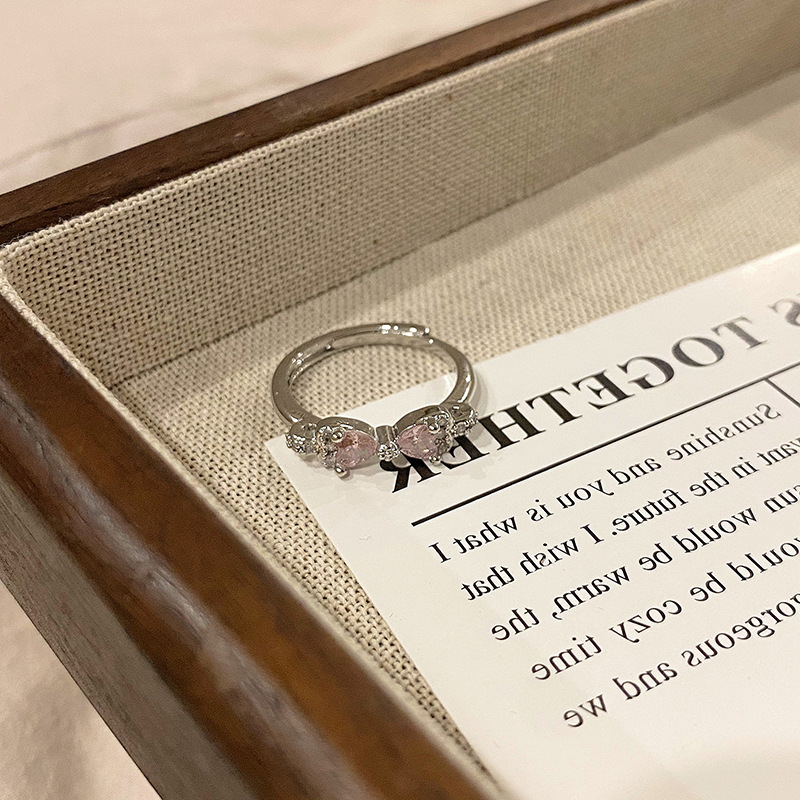 S TOGETHER
Sunshine and you is what I
want in the future. I wish that
sun would be warm, the
would be cozy time
gorgeous and we